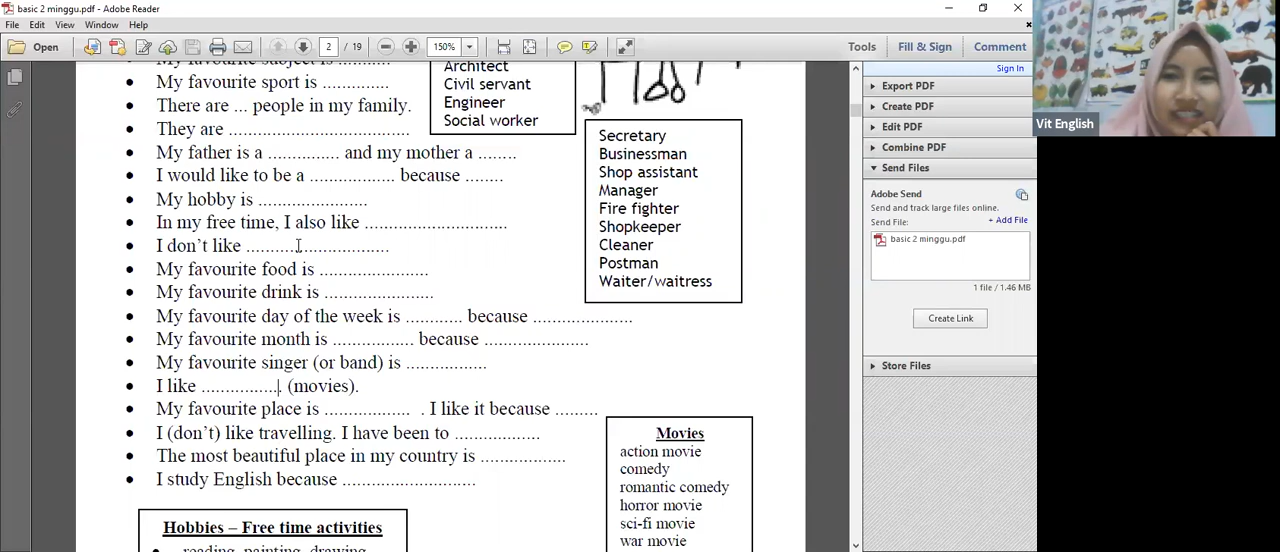 basic 2 minggu.pdf - Adobe Reader
File Edit View Window Help
Open
2 / 19
150%
Tools Fill & Sign Comment
Sign In
Export PDF
Create PDF
Edit PDF
Combine PDF
Send Files
Adobe Send
Send and track large files online.
Send File:
+ Add File
basic 2 minggu.pdf
1 file / 1.46 MB
Create Link
Store Files
Vit English
My favourite subject is ..........
• My favourite sport is .............
• There are ... people in my family.
• They are ....................................
• My father is a ............... and my mother a ........
• I would like to be a ................. because ........
• My hobby is .......................
• In my free time, I also like .............................
• I don’t like .............................
• My favourite food is .......................
• My favourite drink is .......................
• My favourite day of the week is ............ because .....................
• My favourite month is ................. because ......................
• My favourite singer (or band) is .................
• I like ................. (movies).
• My favourite place is .................. . I like it because .........
• I (don’t) like travelling. I have been to ..................
• The most beautiful place in my country is ..................
• I study English because ...........................
Architect
Civil servant
Engineer
Social worker
Secretary
Businessman
Shop assistant
Manager
Fire fighter
Shopkeeper
Cleaner
Postman
Waiter/waitress
Movies
action movie
comedy
romantic comedy
horror movie
sci-fi movie
war movie
Hobbies – Free time activities
• reading, painting, drawing